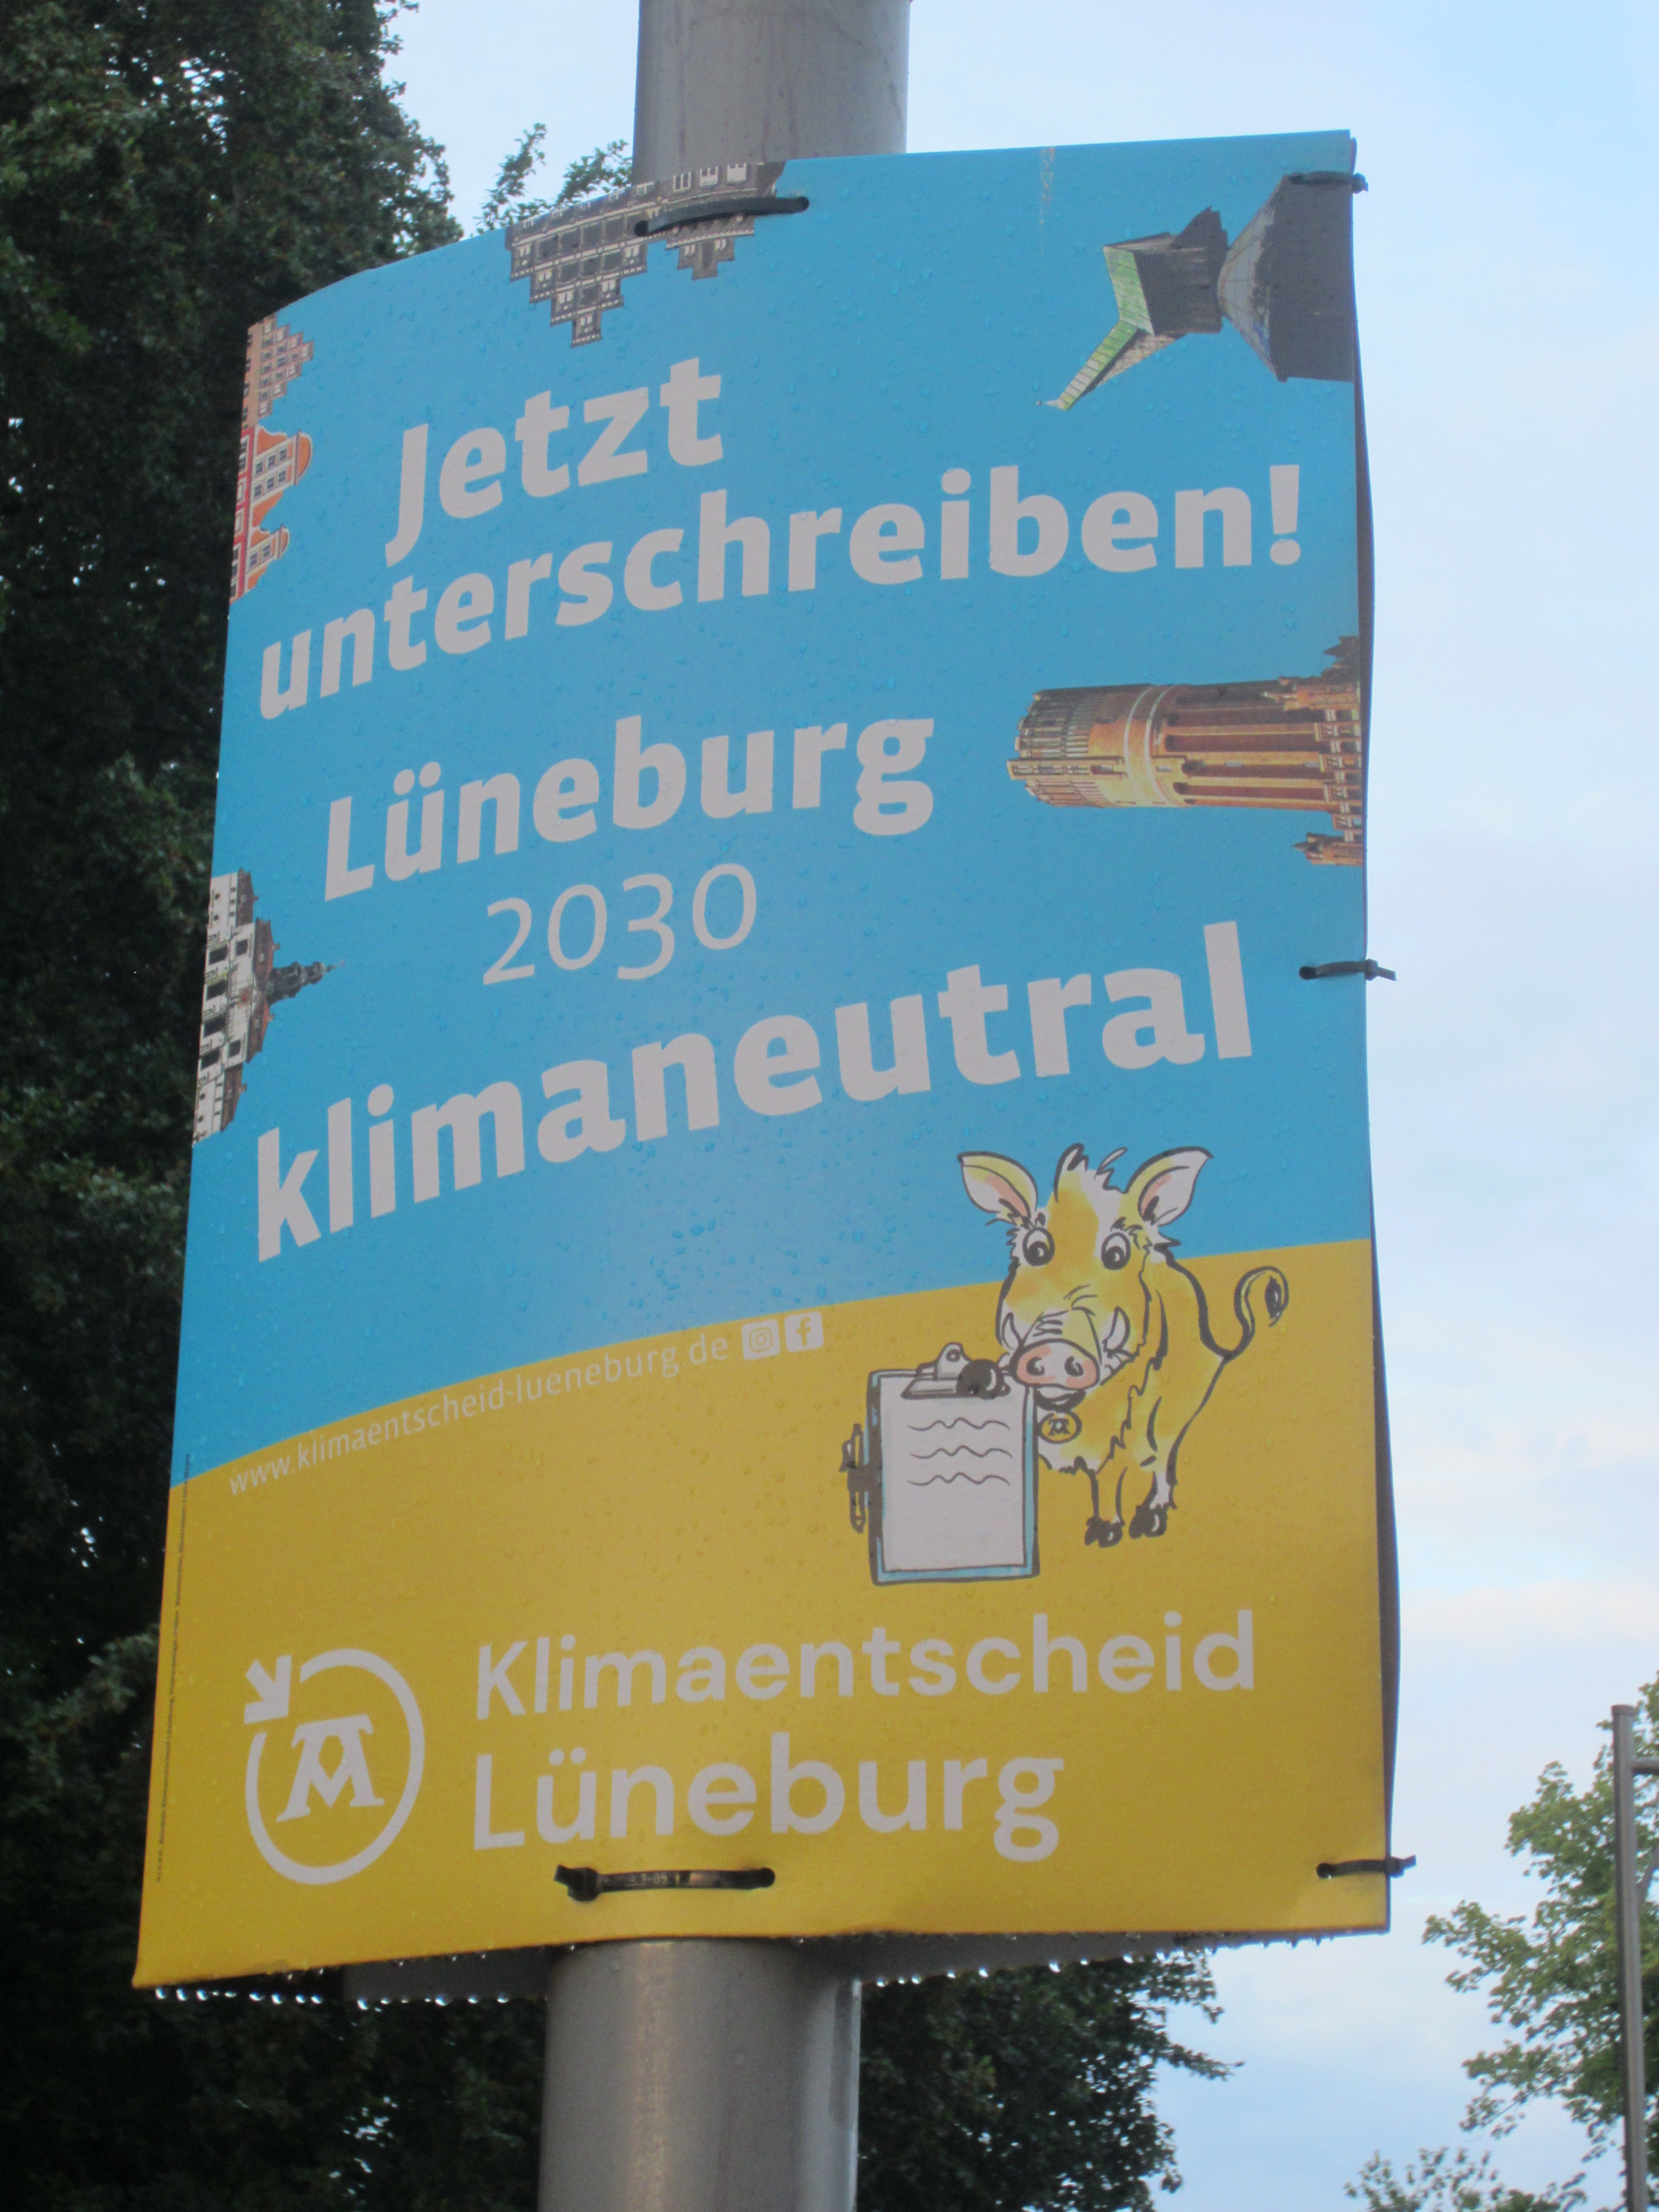 Jetzt
unterschreiben!
Lüneburg
2030
klimaneutral
www.klimaentscheid-lueneburg.de
Klimaentscheid
Lüneburg